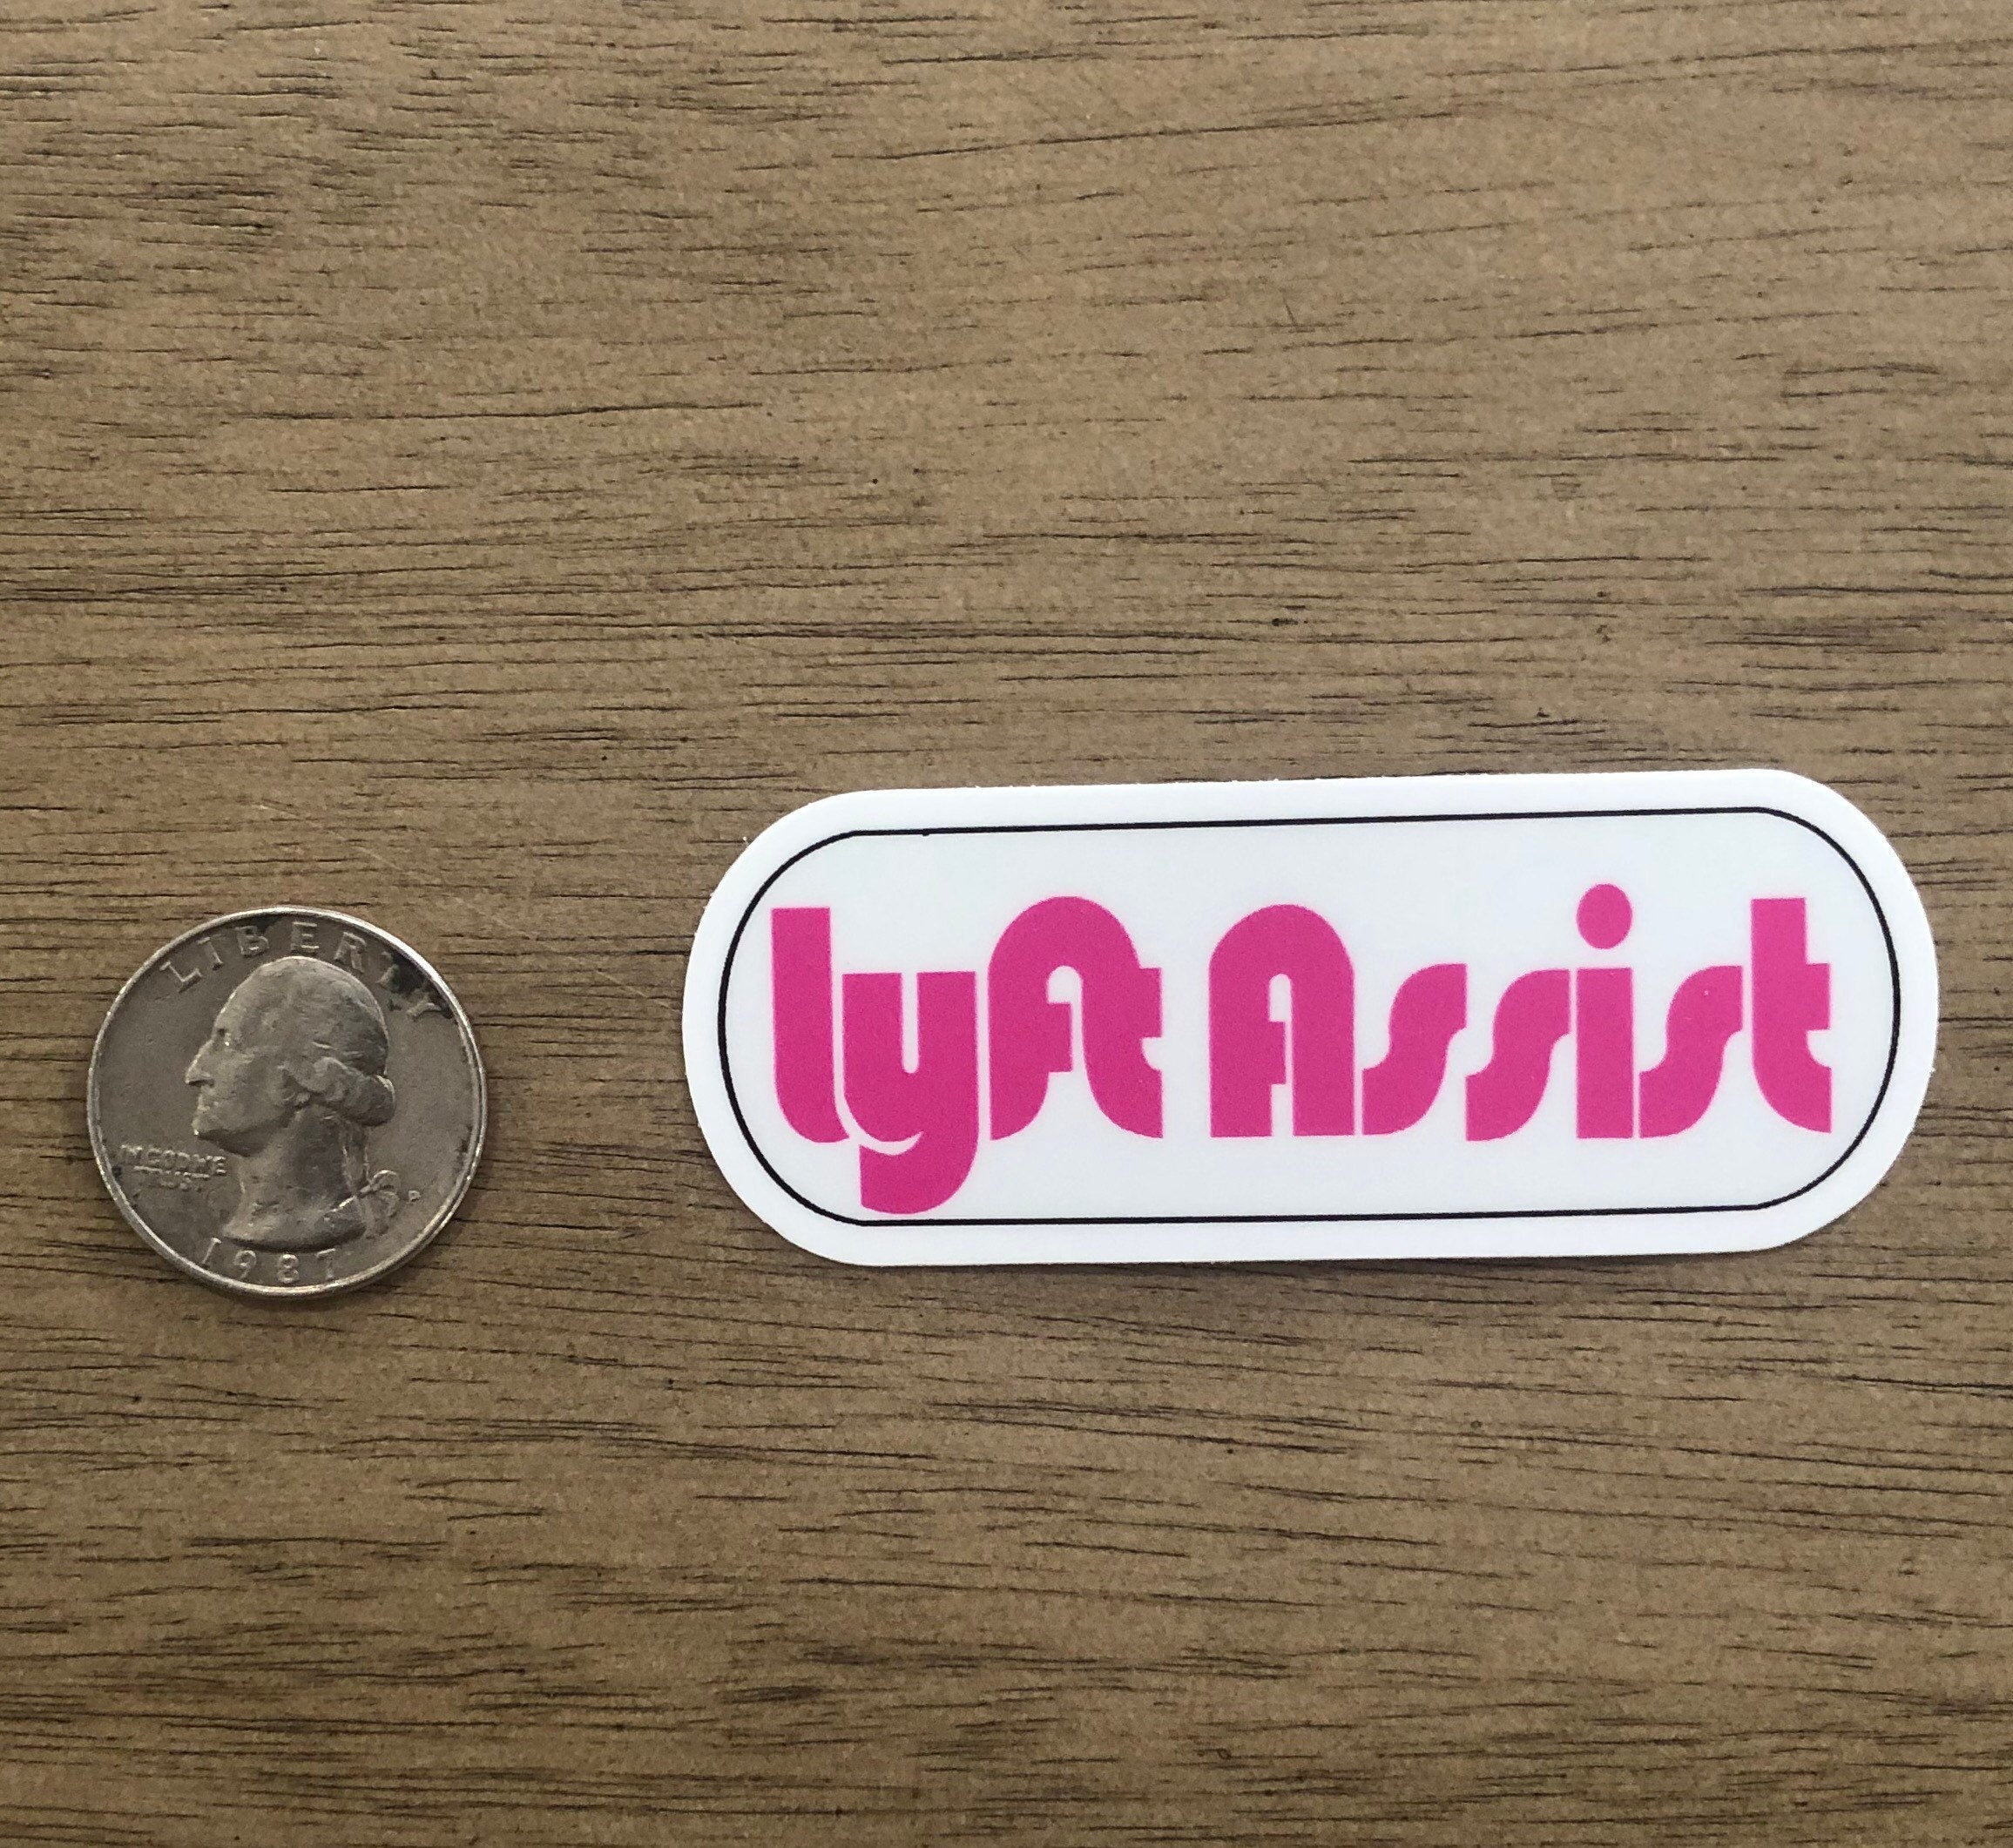 LIBERTY
IN GOD WE
TRUST
P
1987
lyft Assist